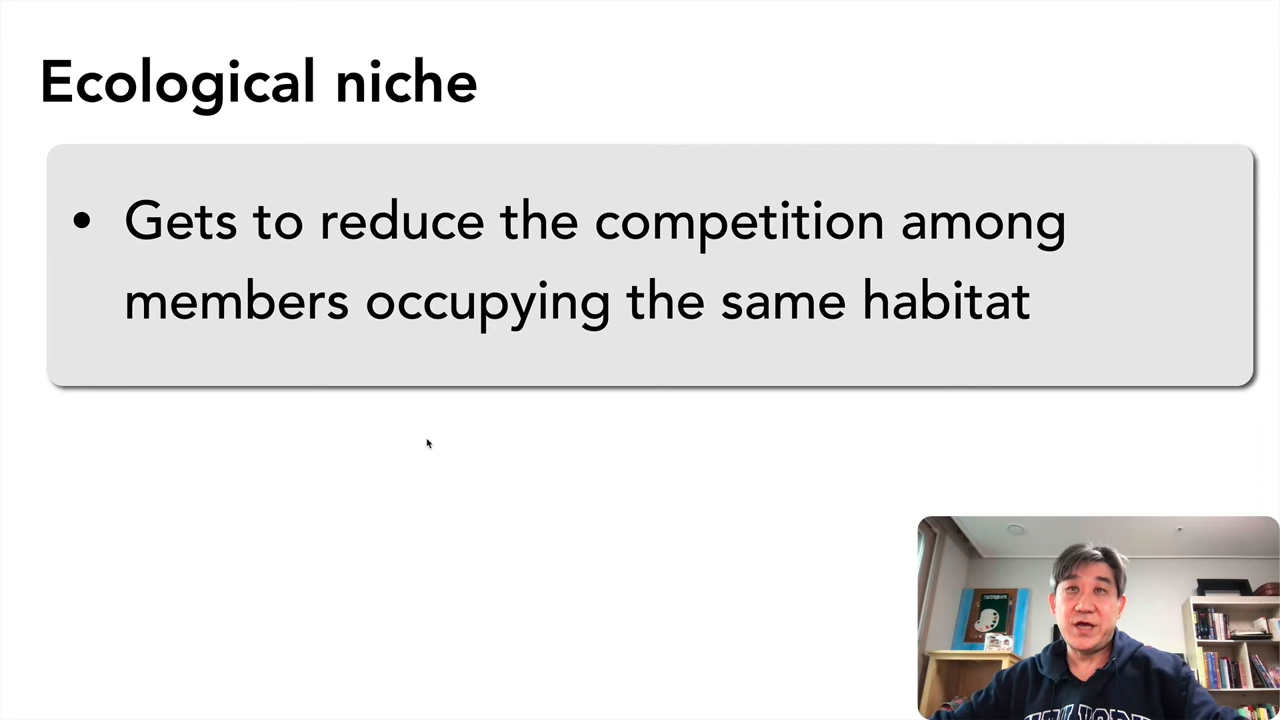 Ecological niche
• Gets to reduce the competition among
members occupying the same habitat